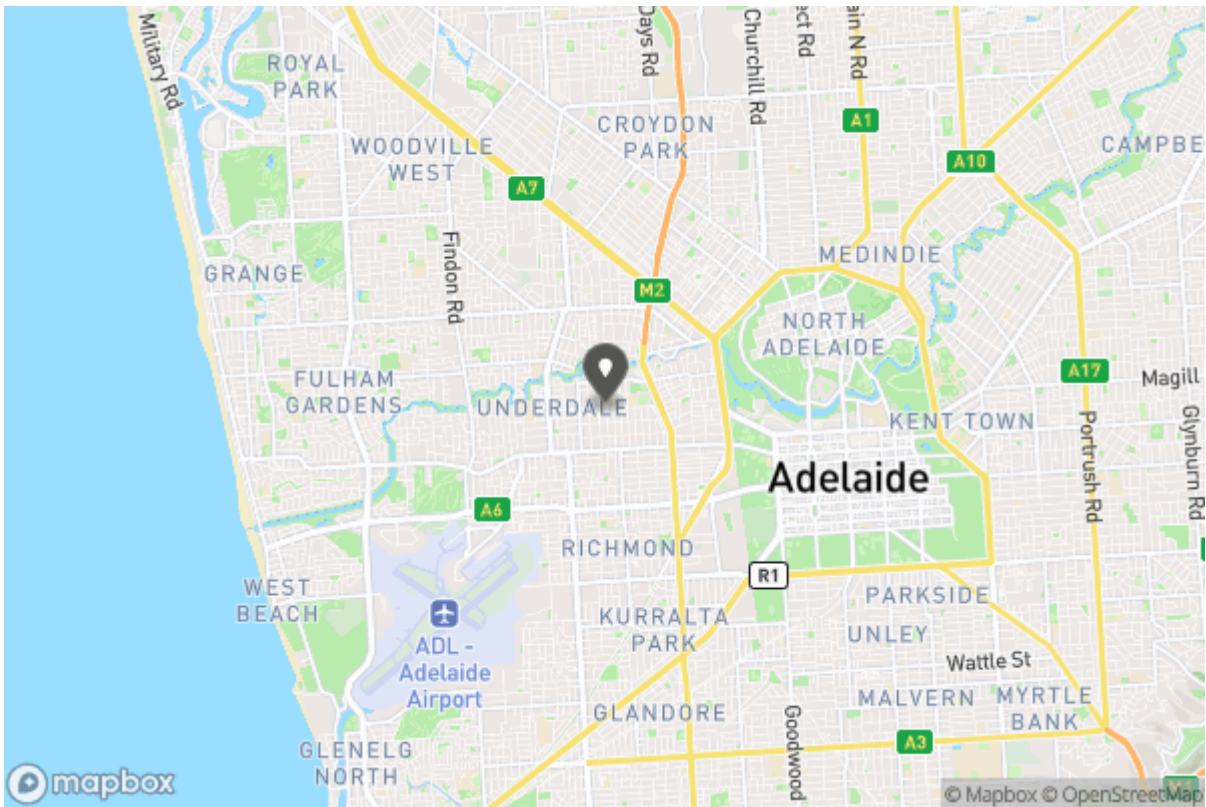 Military Rd
ROYAL
PARK
Days Rd
Churchill Rd
ect Rd
ain N Rd
WOODVILLE
WEST
CROYDON
PARK
A1
A10
CAMPBE
A7
Findon Rd
GRANGE
M2
MEDINDIE
NORTH
ADELAIDE
FULHAM
GARDENS
UNDERDALE
A17
Magill
KENT TOWN
Portrush Rd
Glynburn Rd
Adelaide
A6
RICHMOND
WEST
BEACH
R1
KURRALTA
PARK
PARKSIDE
UNLEY
ADL -
Adelaide
Airport
Wattle St
GLANDORE
Goodwood
MALVERN
MYRTLE
BANK
A3
GLENELG
NORTH
mapbox
© Mapbox © OpenStreetMap